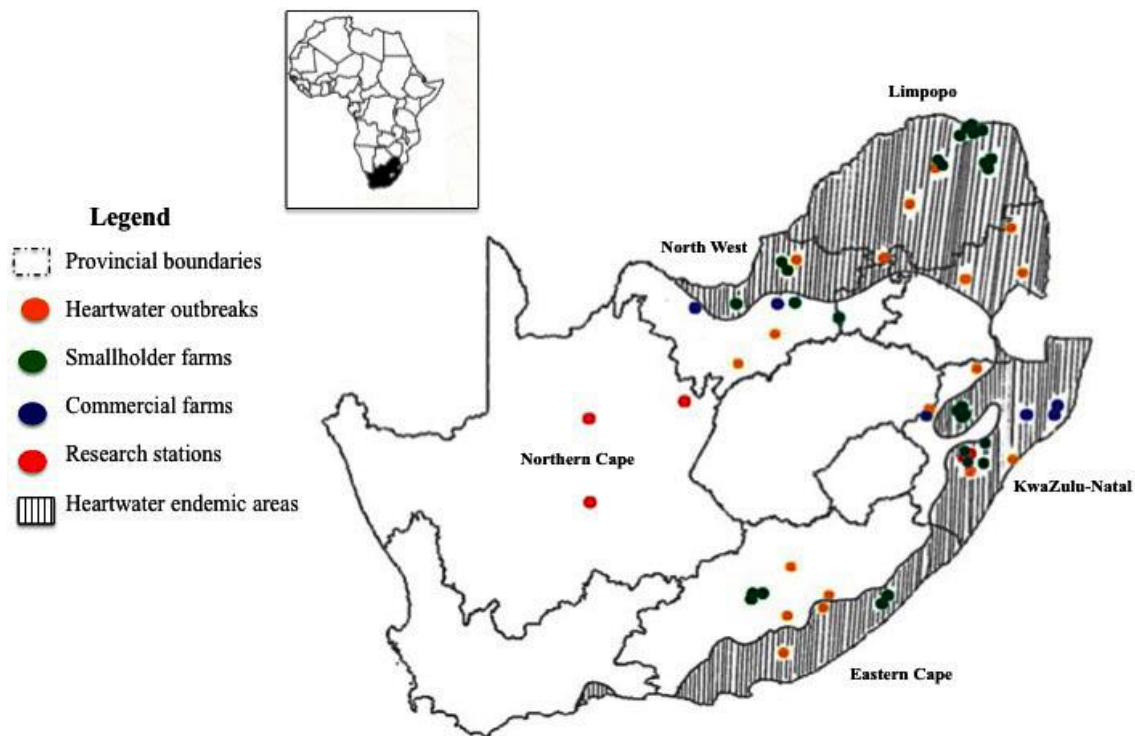 Limpopo
Legend
North West
Provincial boundaries
Heartwater outbreaks
Smallholder farms
Commercial farms
Research stations
Northern Cape
Heartwater endemic areas
KwaZulu-Natal
Eastern Cape